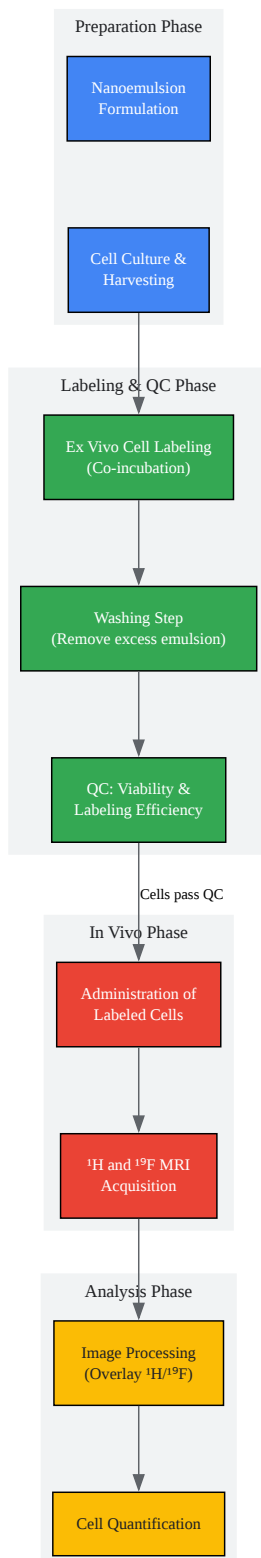 Preparation Phase
Nanoemulsion
Formulation
Cell Culture &
Harvesting
Labeling & QC Phase
Ex Vivo Cell Labeling
(Co-incubation)
Washing Step
(Remove excess emulsion)
QC: Viability &
Labeling Efficiency
Cells pass QC
In Vivo Phase
Administration of
Labeled Cells
¹H and ¹⁹F MRI
Acquisition
Analysis Phase
Image Processing
(Overlay ¹H/¹⁹F)
Cell Quantification